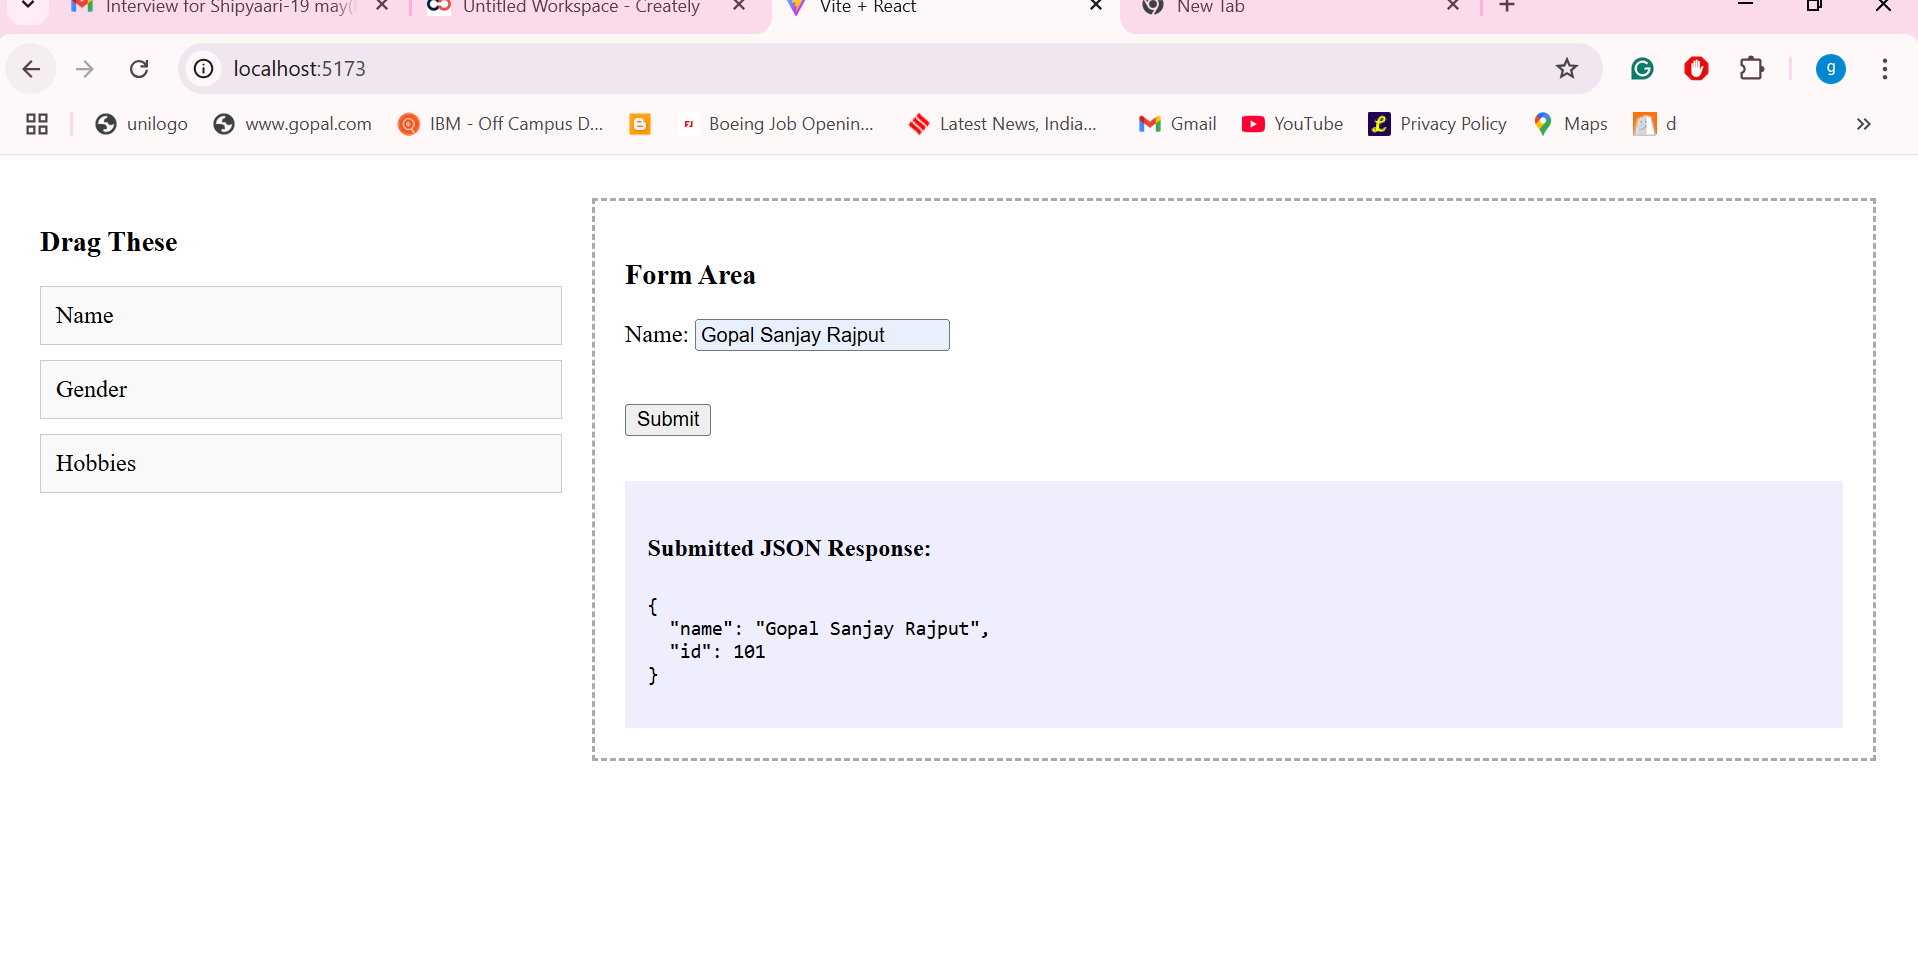 Interview for Shipyaari-19 may(
Untitled Workspace - Creately
Vite + React
New Tab
localhost:5173
g
unilogo
www.gopal.com
IBM - Off Campus D...
FJ
Boeing Job Openin...
Latest News, India...
Gmail
YouTube
Privacy Policy
Maps
d
Drag These
Name
Gender
Hobbies
Form Area
Name: Gopal Sanjay Rajput
Submit
Submitted JSON Response:
{
"name": "Gopal Sanjay Rajput",
"id": 101
}